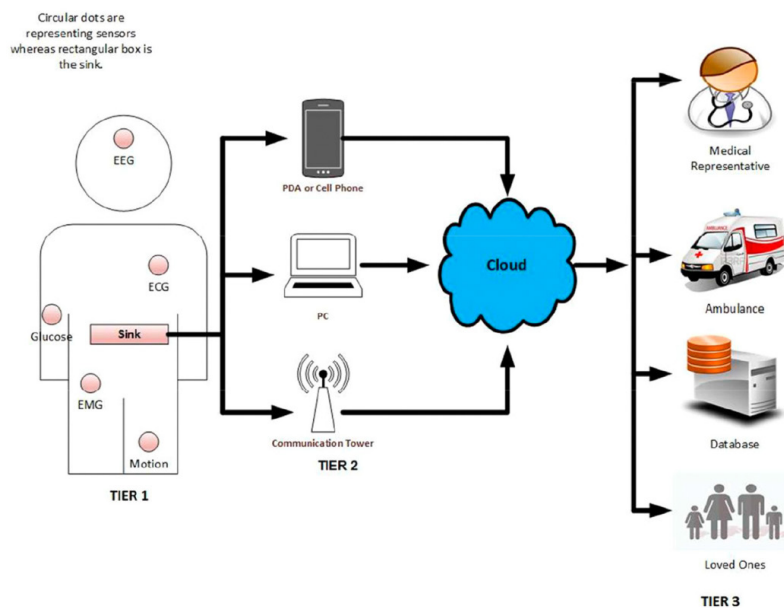 Circular dots are
representing sensors
whereas rectangular box is
the sink.
EEG
ECG
Glucose
Sink
EMG
Motion
TIER 1
PDA or Cell Phone
PC
Communication Tower
TIER 2
Cloud
Medical
Representative
AMBULANCE
Ambulance
Database
Loved Ones
TIER 3